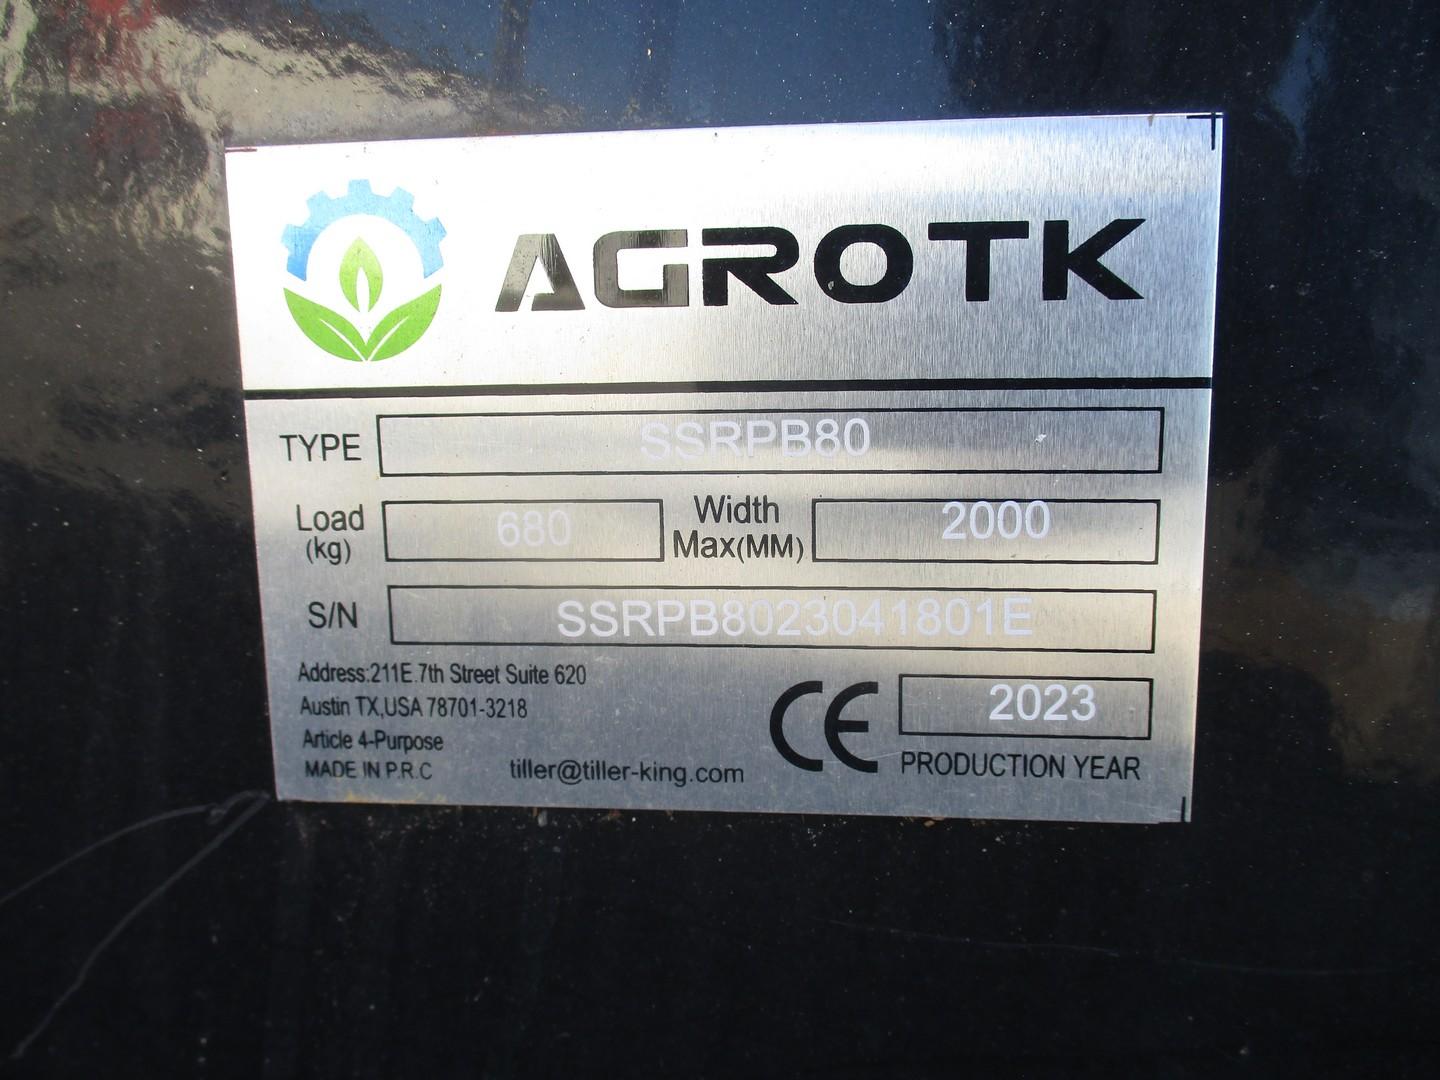 AGROTK
TYPE SSRPB80
Load (kg) 680 Width Max(MM) 2000
S/N SSRPB8023041801E
Address:211E.7th Street Suite 620
Austin TX,USA 78701-3218
Article 4-Purpose
MADE IN P.R.C tiller@tiller-king.com
CE 2023
PRODUCTION YEAR